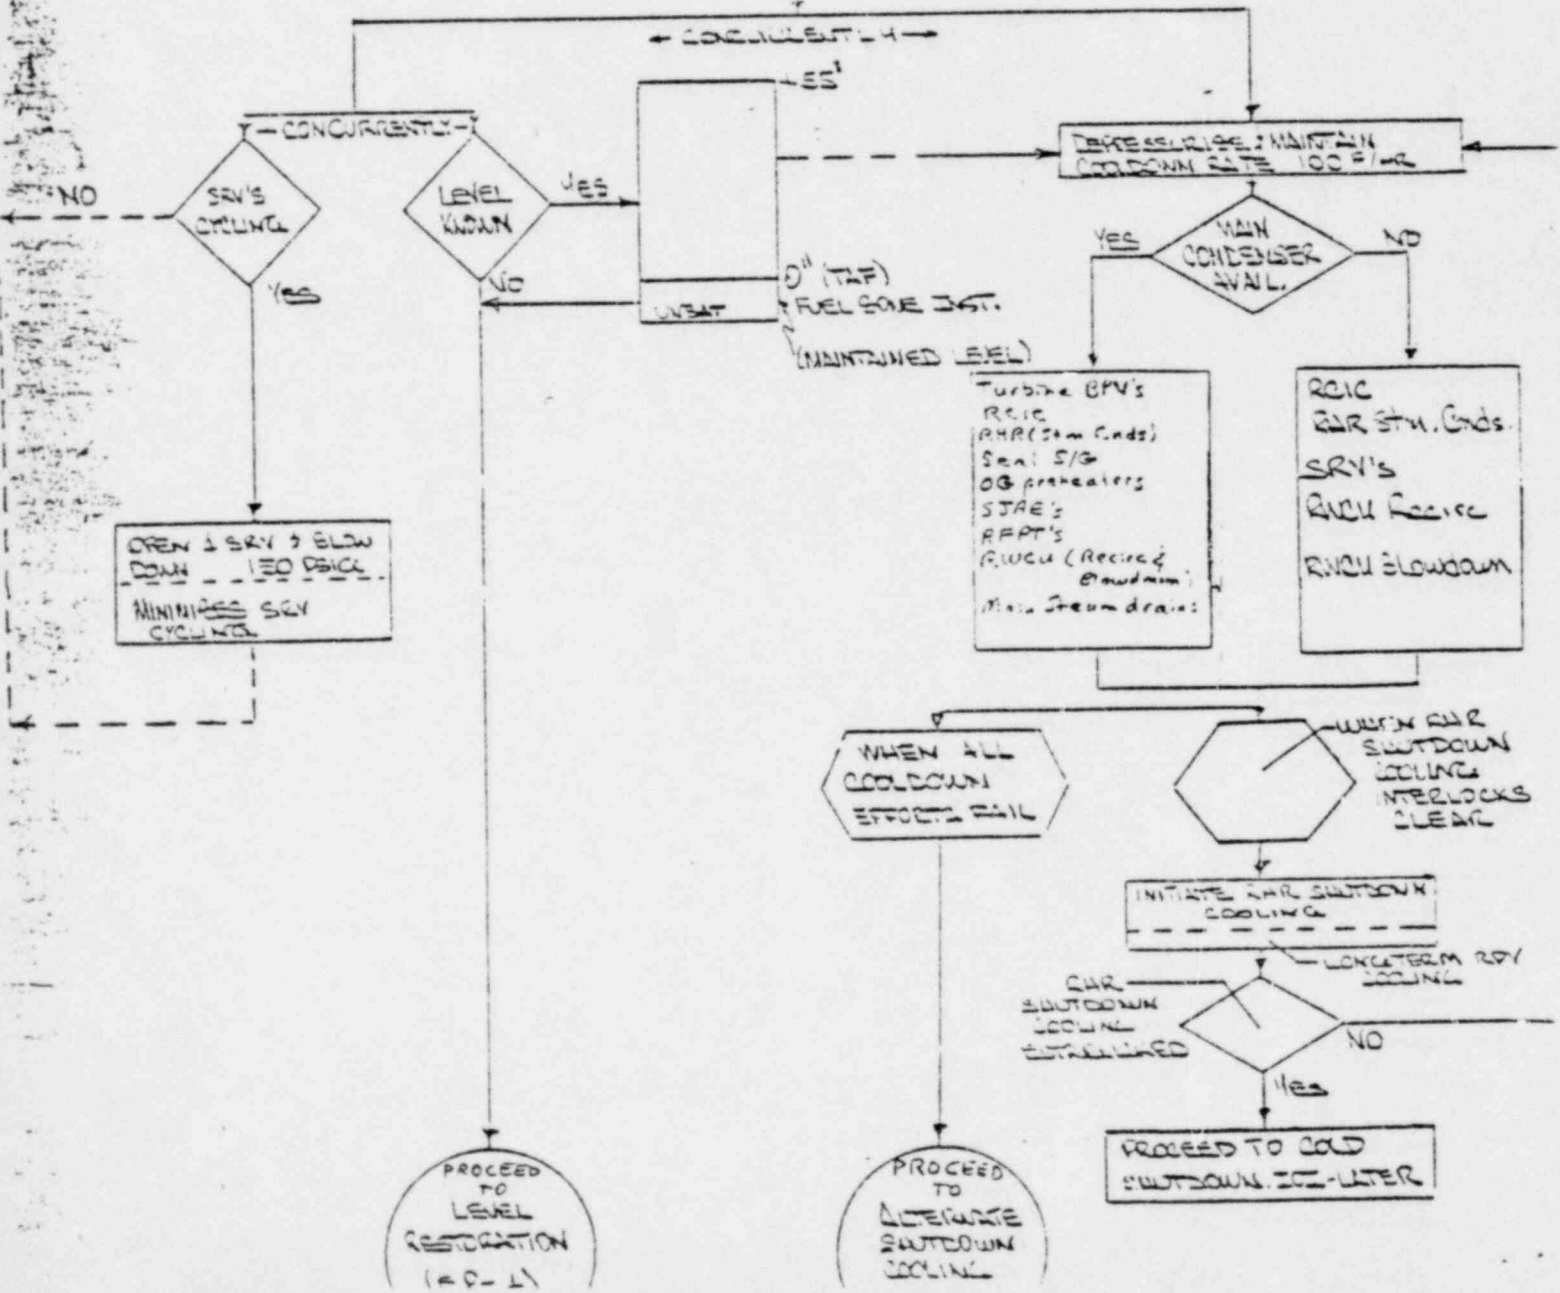 CONCURRENTLY
- CONCURRENTLY -
NO
SRV'S
CYCLING
YES
LEVEL
KNOWN
YES
NO
UNSAT
0" (TAF)
FUEL ZONE INST.
(MAINTAINED LEVEL)
DEPRESSURIZE & MAINTAIN
COOLDOWN RATE 100 F/HR
MAIN
CONDENSER
AVAIL.
YES
NO
Turbine BPV's
RCIC
RHR (Stm Cnds)
Seal S/G
OG preheaters
SJAE's
RFPT's
RWCU (Recirc &
Blowdown)
Main Steam drains
RCIC
RHR Stm. Cnds.
SRV'S
RWCU Recirc
RWCU Blowdown
OPEN 1 SRV & BLOW
DOWN 150 PSIG
MINIMIZE SRV
CYCLING
WHEN ALL
COOLDOWN
EFFORTS FAIL
WHEN RHR
SHUTDOWN
COOLING
INTERLOCKS
CLEAR
INITIATE RHR SHUTDOWN
COOLING
LONG TERM RPV
COOLING
RHR
SHUTDOWN
COOLING
ESTABLISHED
NO
YES
PROCEED TO COLD
SHUTDOWN
PROCEED
TO
LEVEL
RESTORATION
PROCEED
TO
ALTERNATE
SHUTDOWN
COOLING